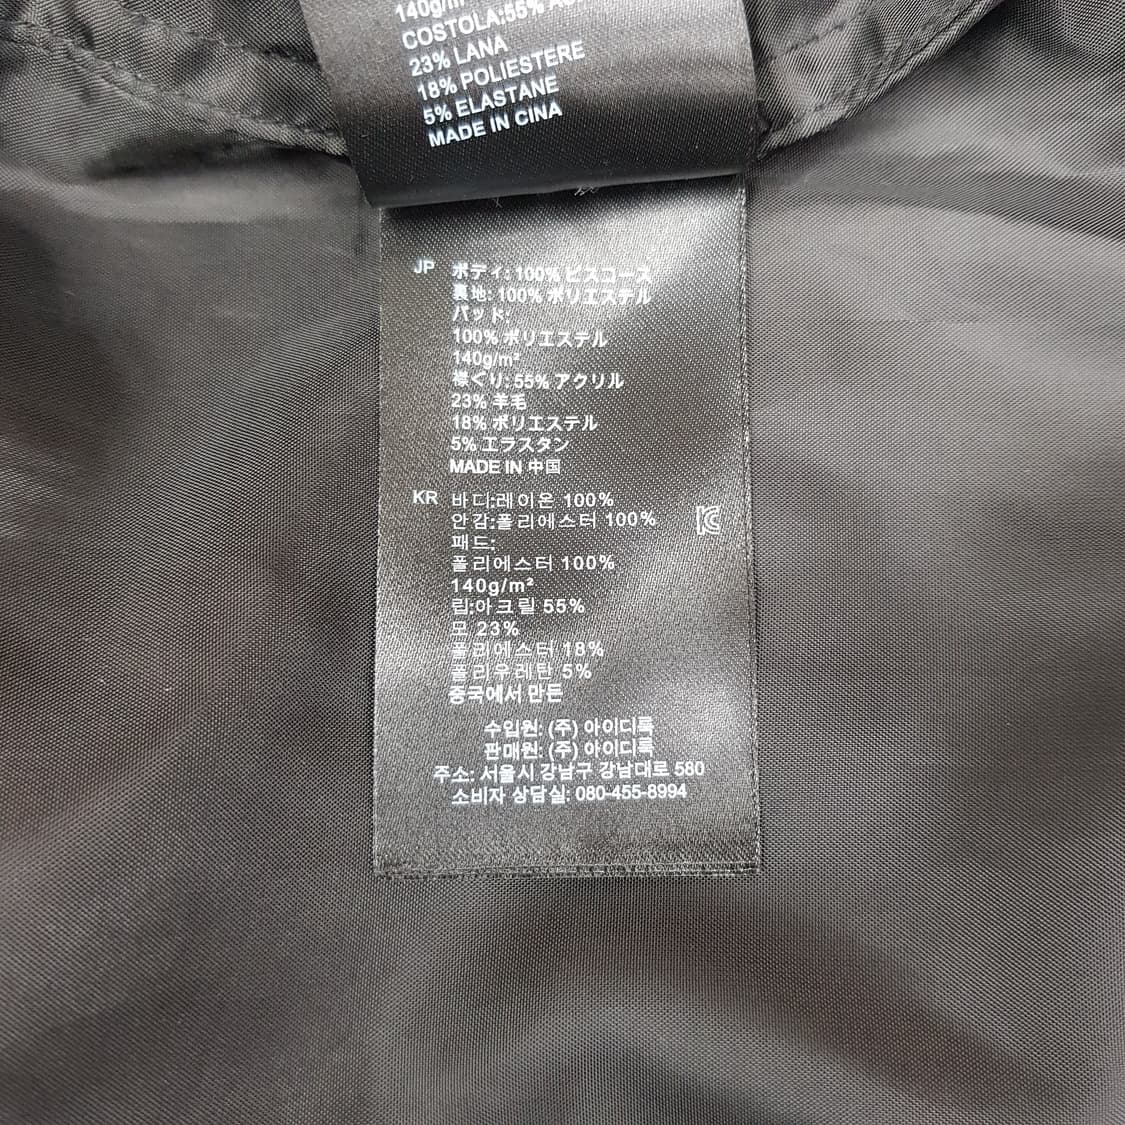 140g/m²
COSTOLA:55%
23% LANA
18% POLIESTERE
5% ELASTANE
MADE IN CINA
JP ボディ: 100% ビスコース
裏地: 100% ポリエステル
パッド:
100% ポリエステル
140g/m²
襟ぐり: 55% アクリル
23% 羊毛
18% ポリエステル
5% エラスタン
MADE IN 中国
KR 바디:레이온 100%
안감:폴리에스터 100%
패드:
폴리에스터 100%
140g/m²
립:아크릴 55%
모 23%
폴리에스터 18%
폴리우레탄 5%
중국에서 만든
수입원: (주) 아이디룩
판매원: (주) 아이디룩
주소: 서울시 강남구 강남대로 580
소비자 상담실: 080-455-8994